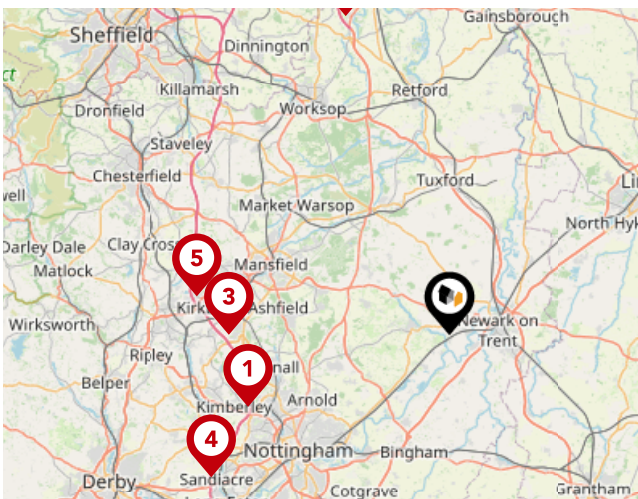 Gainsborough
Sheffield
Dinnington
Killamarsh
Retford
Dronfield
Worksop
Staveley
Chesterfield
Tuxford
well
Market Warsop
North Hyk
Darley Dale
Clay Cross
5
Matlock
Mansfield
3
Kirk
Ashfield
Wirksworth
Newark on
Trent
Ripley
1
nall
Belper
Kimberley
Arnold
4
Nottingham
Bingham
Derby
Sandiacre
Cotgrave
Grantham